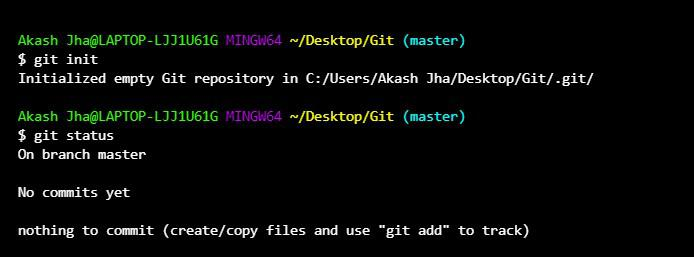 Akash Jha@LAPTOP-LJJ1U61G MINGW64 ~/Desktop/Git (master)
$ git init
Initialized empty Git repository in C:/Users/Akash Jha/Desktop/Git/.git/
Akash Jha@LAPTOP-LJJ1U61G MINGW64 ~/Desktop/Git (master)
$ git status
On branch master
No commits yet
nothing to commit (create/copy files and use "git add" to track)